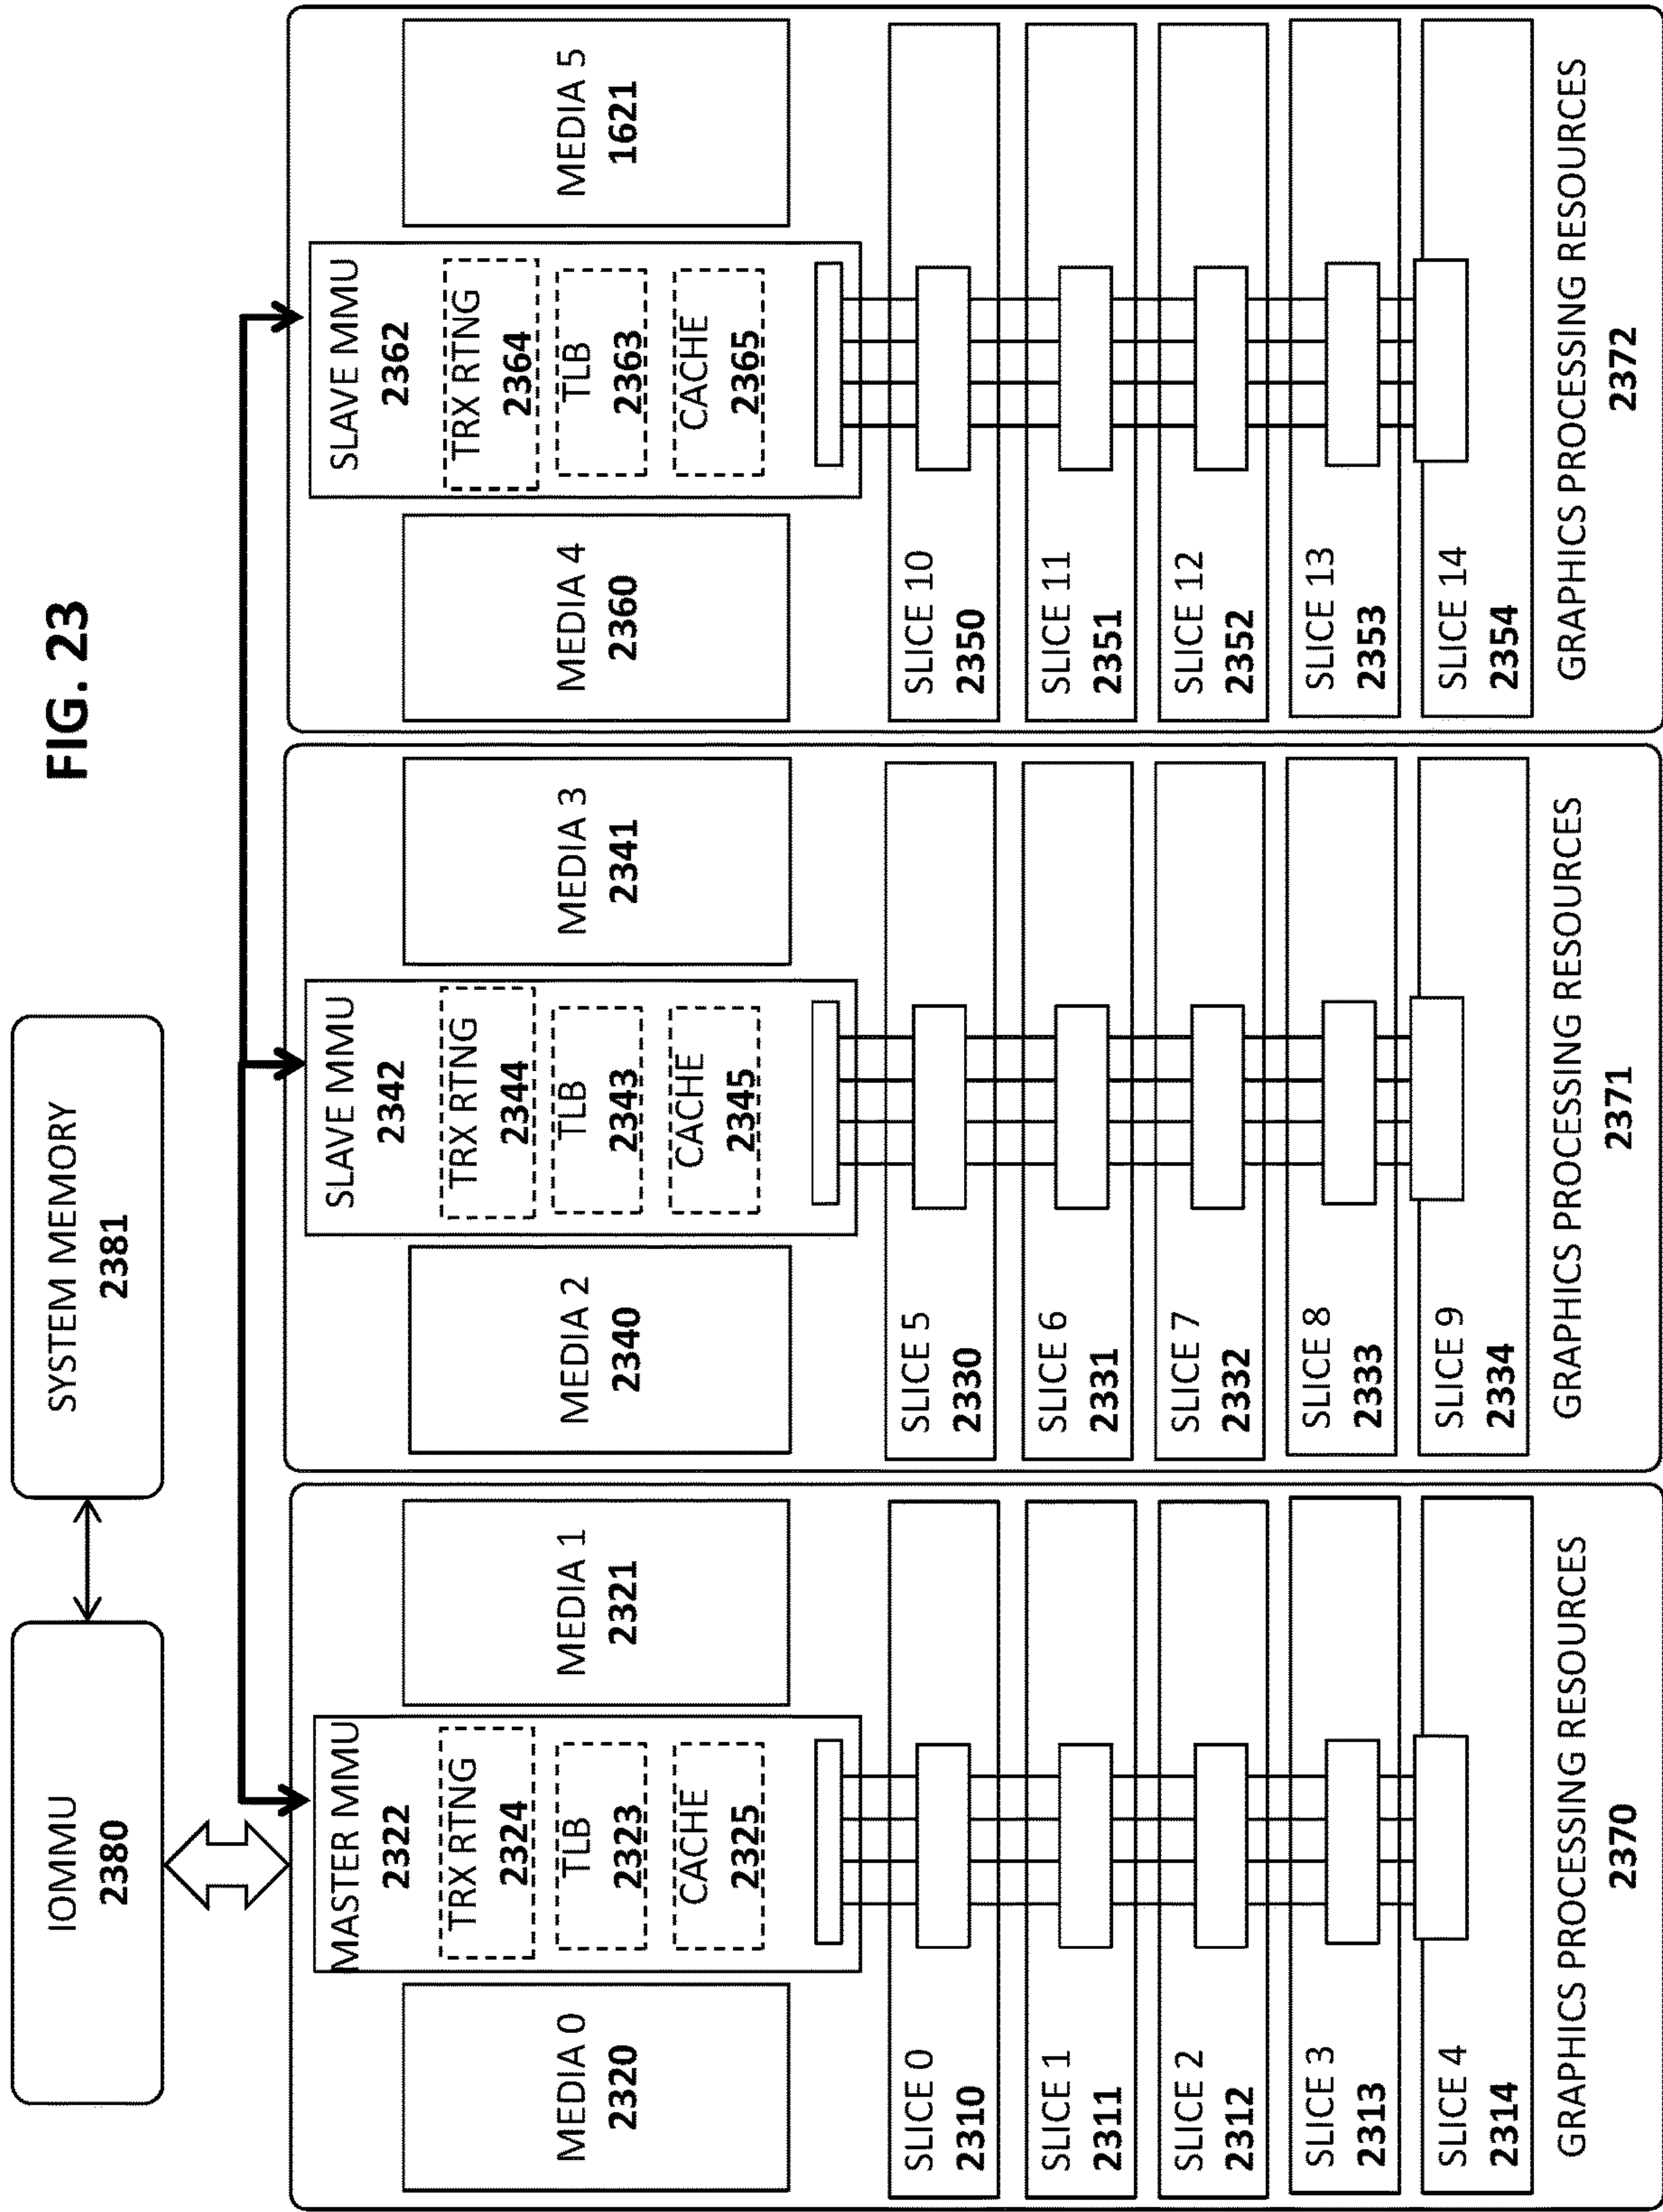 FIG. 23
IOMMU
2380
SYSTEM MEMORY
2381
MEDIA 0
2320
MASTER MMU
2322
TRX RTNG
2324
TLB
2323
CACHE
2325
MEDIA 1
2321
SLICE 0
2310
SLICE 1
2311
SLICE 2
2312
SLICE 3
2313
SLICE 4
2314
GRAPHICS PROCESSING RESOURCES
2370
MEDIA 2
2340
SLAVE MMU
2342
TRX RTNG
2344
TLB
2343
CACHE
2345
MEDIA 3
2341
SLICE 5
2330
SLICE 6
2331
SLICE 7
2332
SLICE 8
2333
SLICE 9
2334
GRAPHICS PROCESSING RESOURCES
2371
MEDIA 4
2360
SLAVE MMU
2362
TRX RTNG
2364
TLB
2363
CACHE
2365
MEDIA 5
1621
SLICE 10
2350
SLICE 11
2351
SLICE 12
2352
SLICE 13
2353
SLICE 14
2354
GRAPHICS PROCESSING RESOURCES
2372